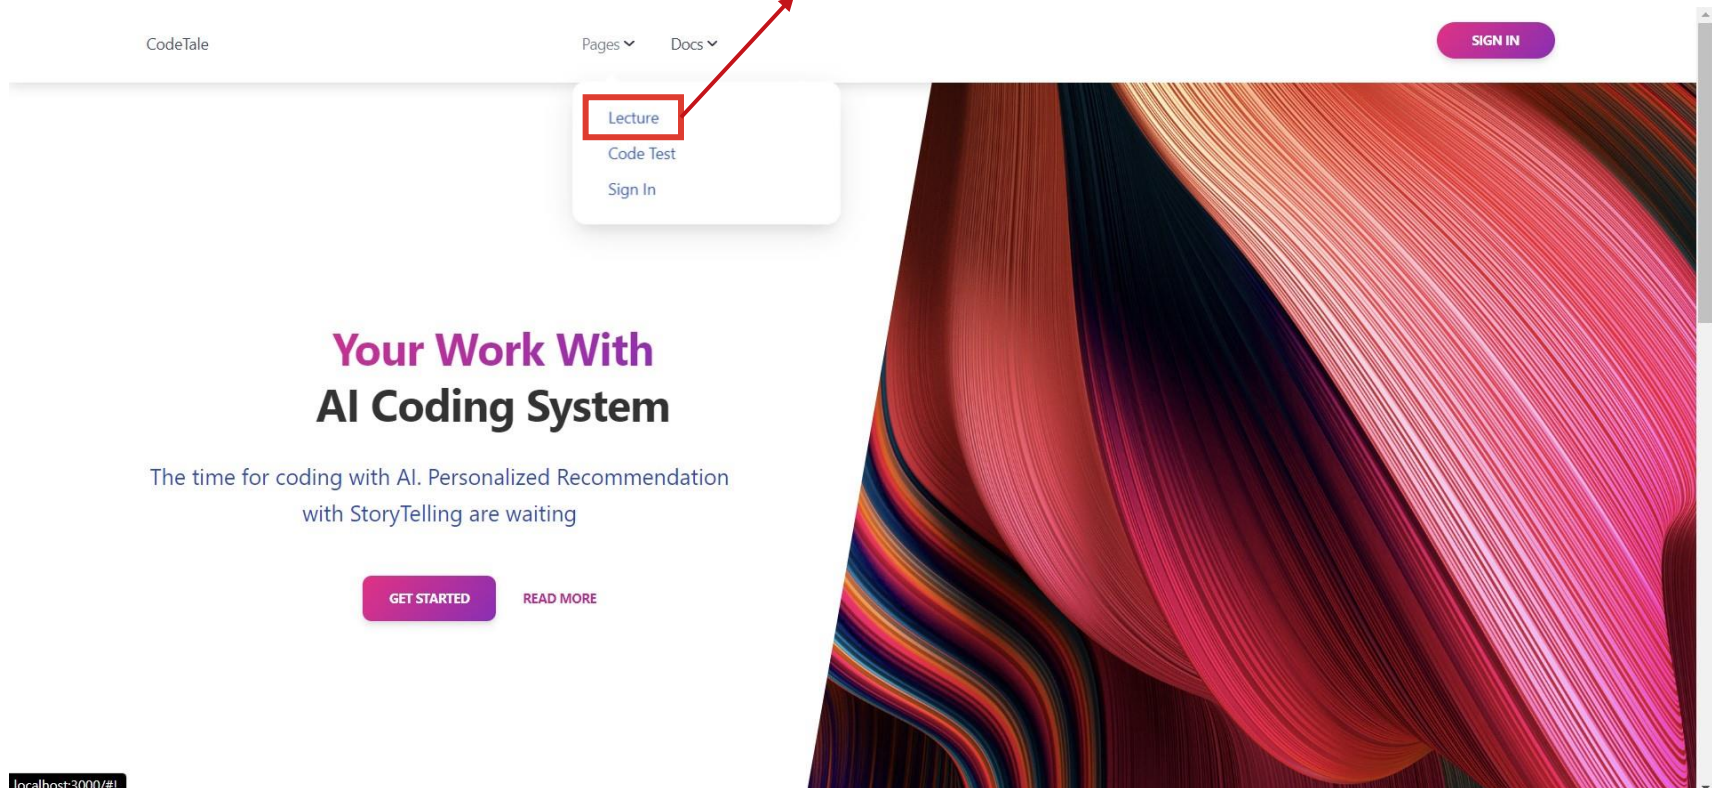 CodeTale
Pages
Docs
SIGN IN
Lecture
Code Test
Sign In
Your Work With
AI Coding System
The time for coding with AI. Personalized Recommendation
with StoryTelling are waiting
GET STARTED
READ MORE
localhost:3000/#!